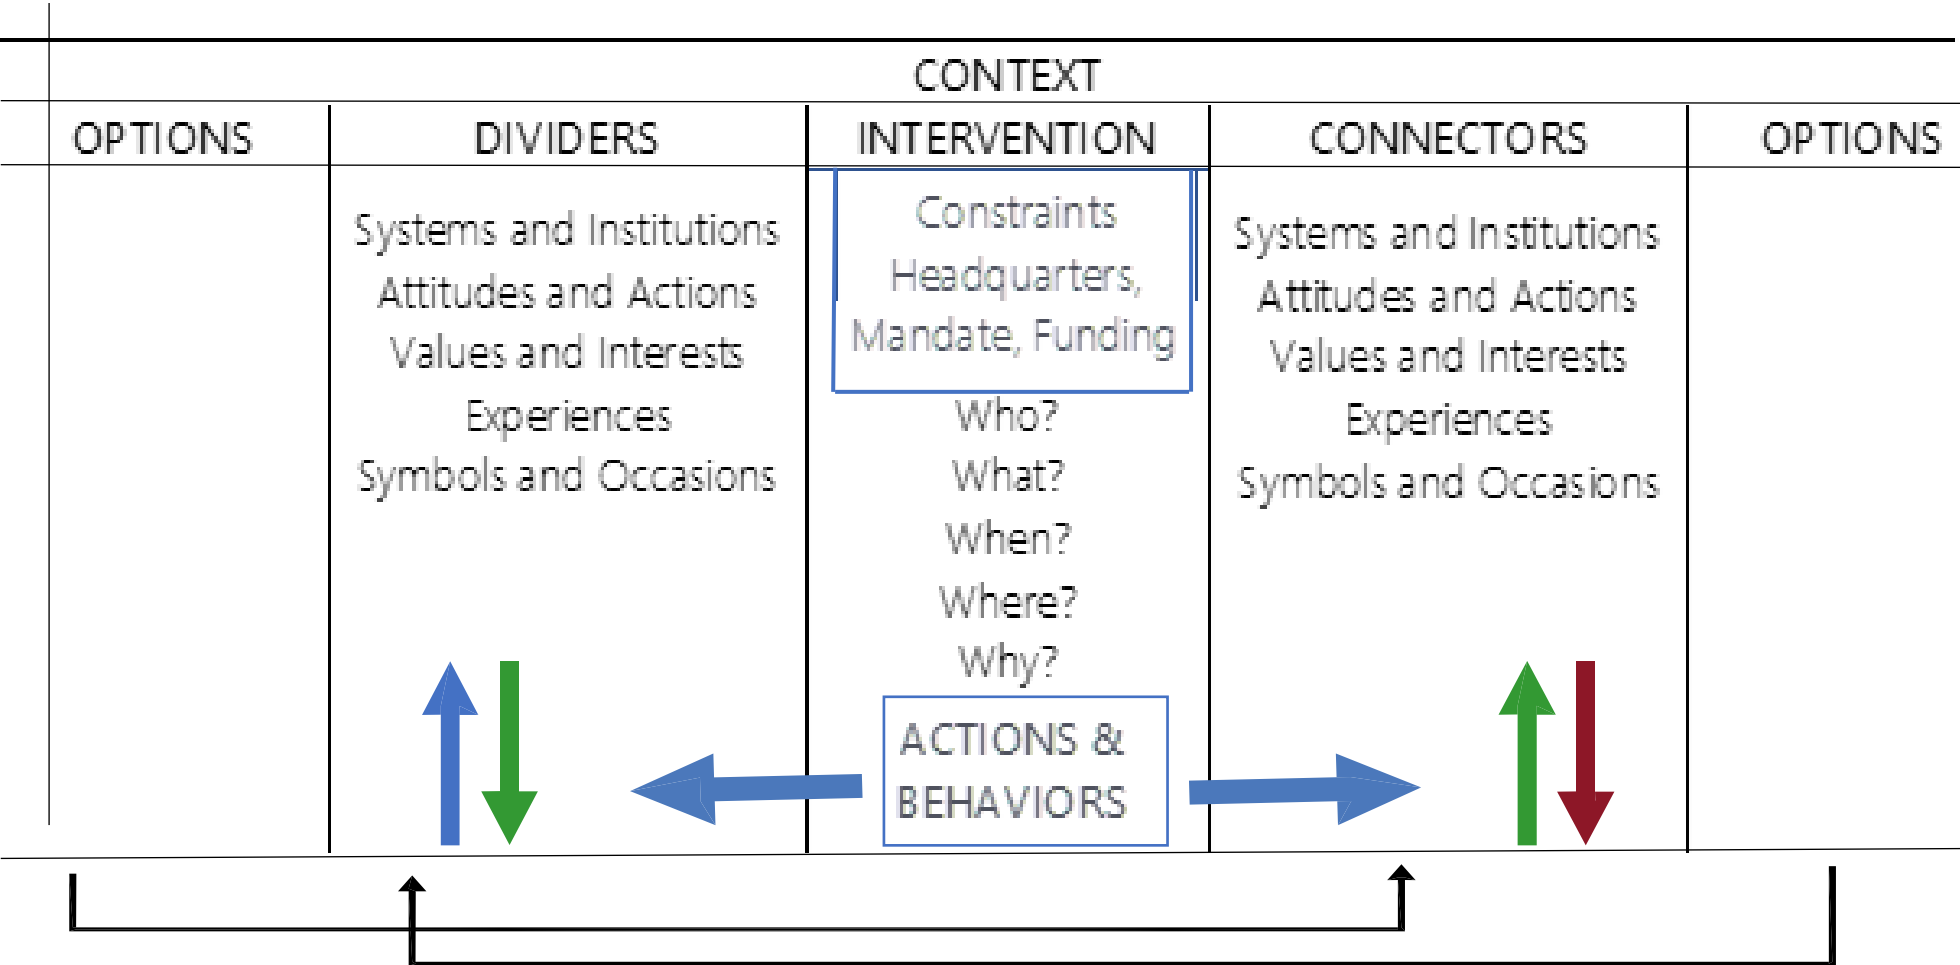 CONTEXT
OPTIONS
DIVIDERS
INTERVENTION
CONNECTORS
OPTIONS
Systems and Institutions
Attitudes and Actions
Values and Interests
Experiences
Symbols and Occasions
Constraints
Headquarters,
Mandate, Funding
Who?
What?
When?
Where?
Why?
ACTIONS &
BEHAVIORS
Systems and Institutions
Attitudes and Actions
Values and Interests
Experiences
Symbols and Occasions